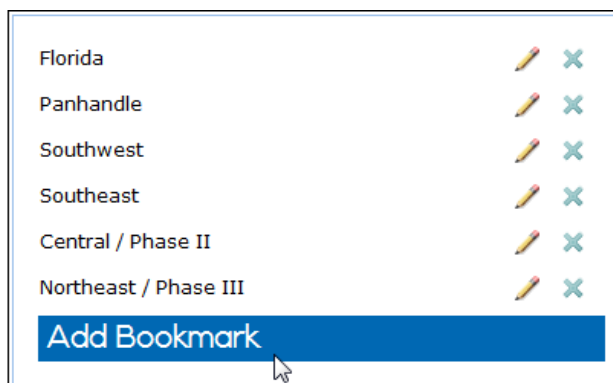 Florida
Panhandle
Southwest
Southeast
Central / Phase II
Northeast / Phase III
Add Bookmark